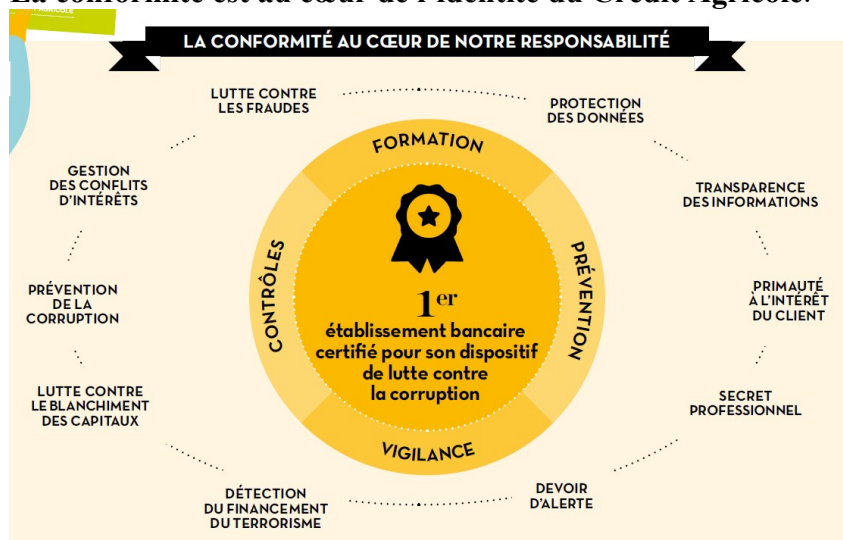 La conformité est au cœur de l'identité du Crédit Agricole.
LA CONFORMITÉ AU CŒUR DE NOTRE RESPONSABILITÉ
LUTTE CONTRE
LES FRAUDES
PROTECTION
DES DONNÉES
GESTION
DES CONFLITS
D'INTÉRÊTS
TRANSPARENCE
DES INFORMATIONS
PRÉVENTION
DE LA
CORRUPTION
PRIMAUTÉ
À L'INTÉRÊT
DU CLIENT
LUTTE CONTRE
LE BLANCHIMENT
DES CAPITAUX
SECRET
PROFESSIONNEL
DÉTECTION
DU FINANCEMENT
DU TERRORISME
DEVOIR
D'ALERTE
FORMATION
PRÉVENTION
VIGILANCE
CONTRÔLES
1er
établissement bancaire
certifié pour son dispositif
de lutte contre
la corruption